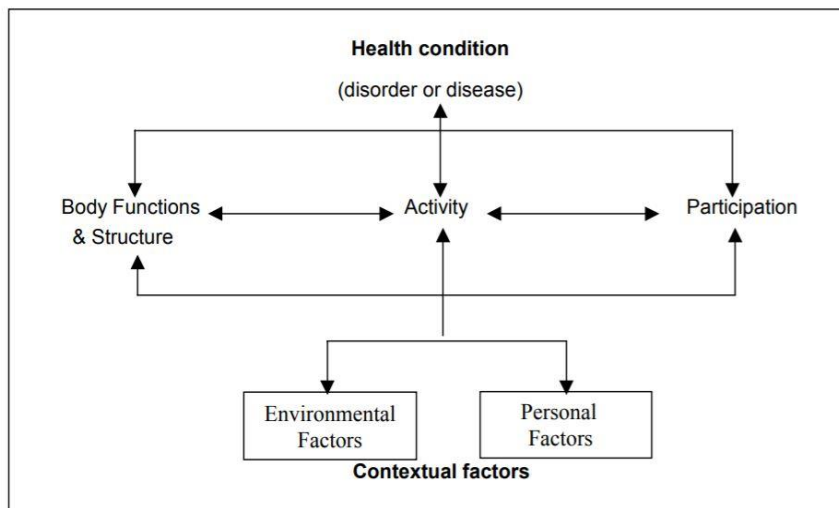 Health condition
(disorder or disease)
Body Functions
& Structure
Activity
Participation
Environmental
Factors
Personal
Factors
Contextual factors